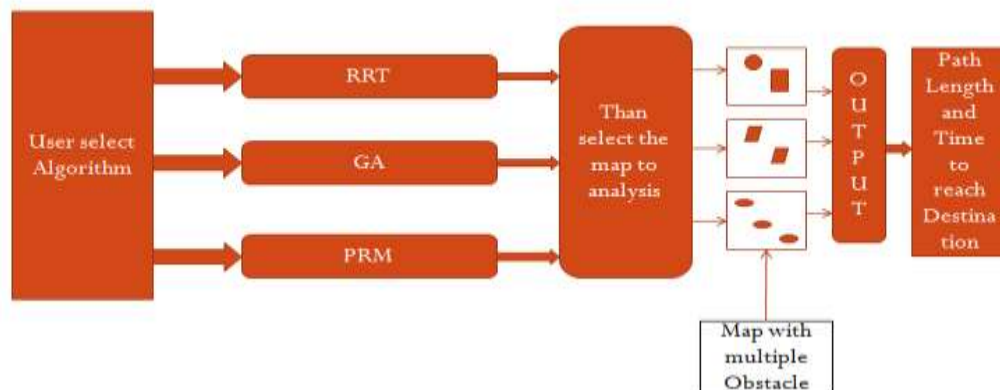 User select
Algorithm
RRT
GA
PRM
Than
select the
map to
analysis
O
U
T
P
U
T
Path
Length
and
Time
to
reach
Destina
tion
Map with
multiple
Obstacle